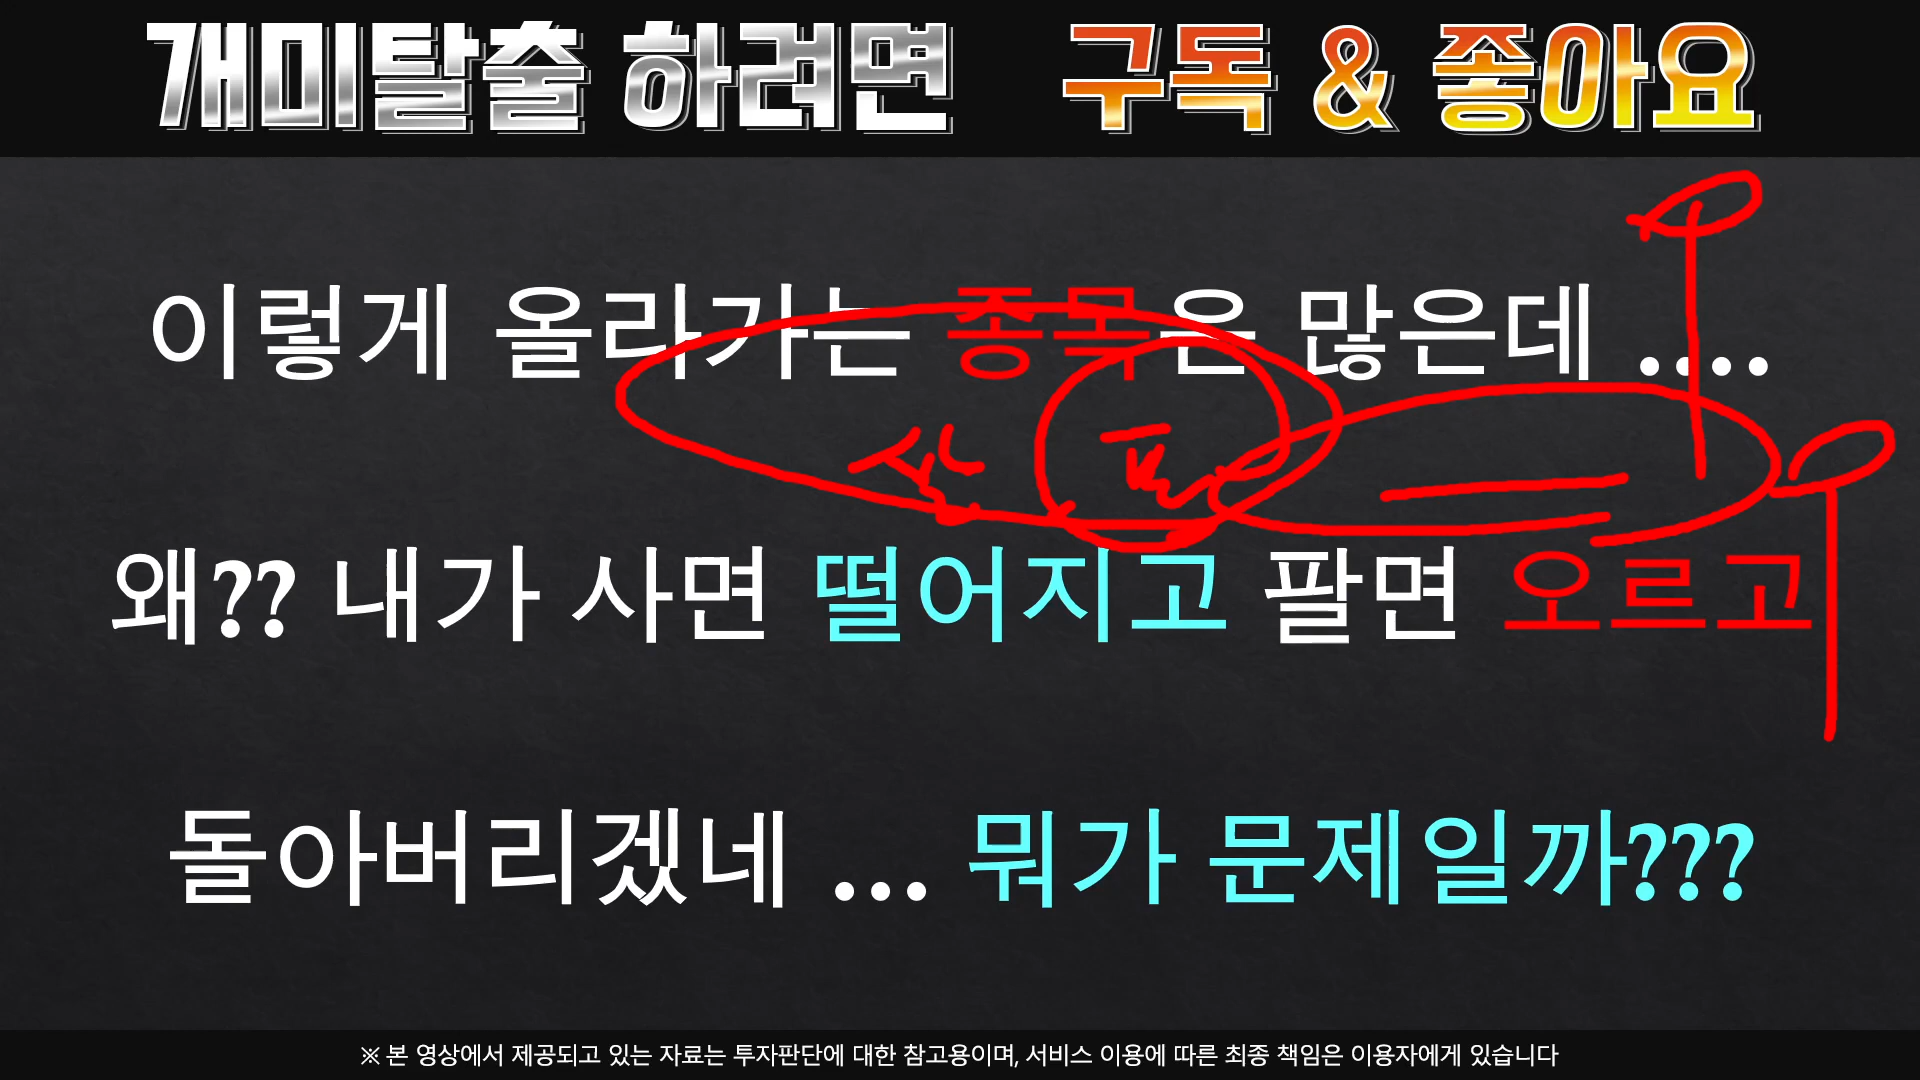 개미탈출 하려면 구독 & 좋아요
이렇게 올라가는 종목은 많은데 ....
왜?? 내가 사면 떨어지고 팔면 오르고
돌아버리겠네 ... 뭐가 문제일까???
※ 본 영상에서 제공되고 있는 자료는 투자판단에 대한 참고용이며, 서비스 이용에 따른 최종 책임은 이용자에게 있습니다